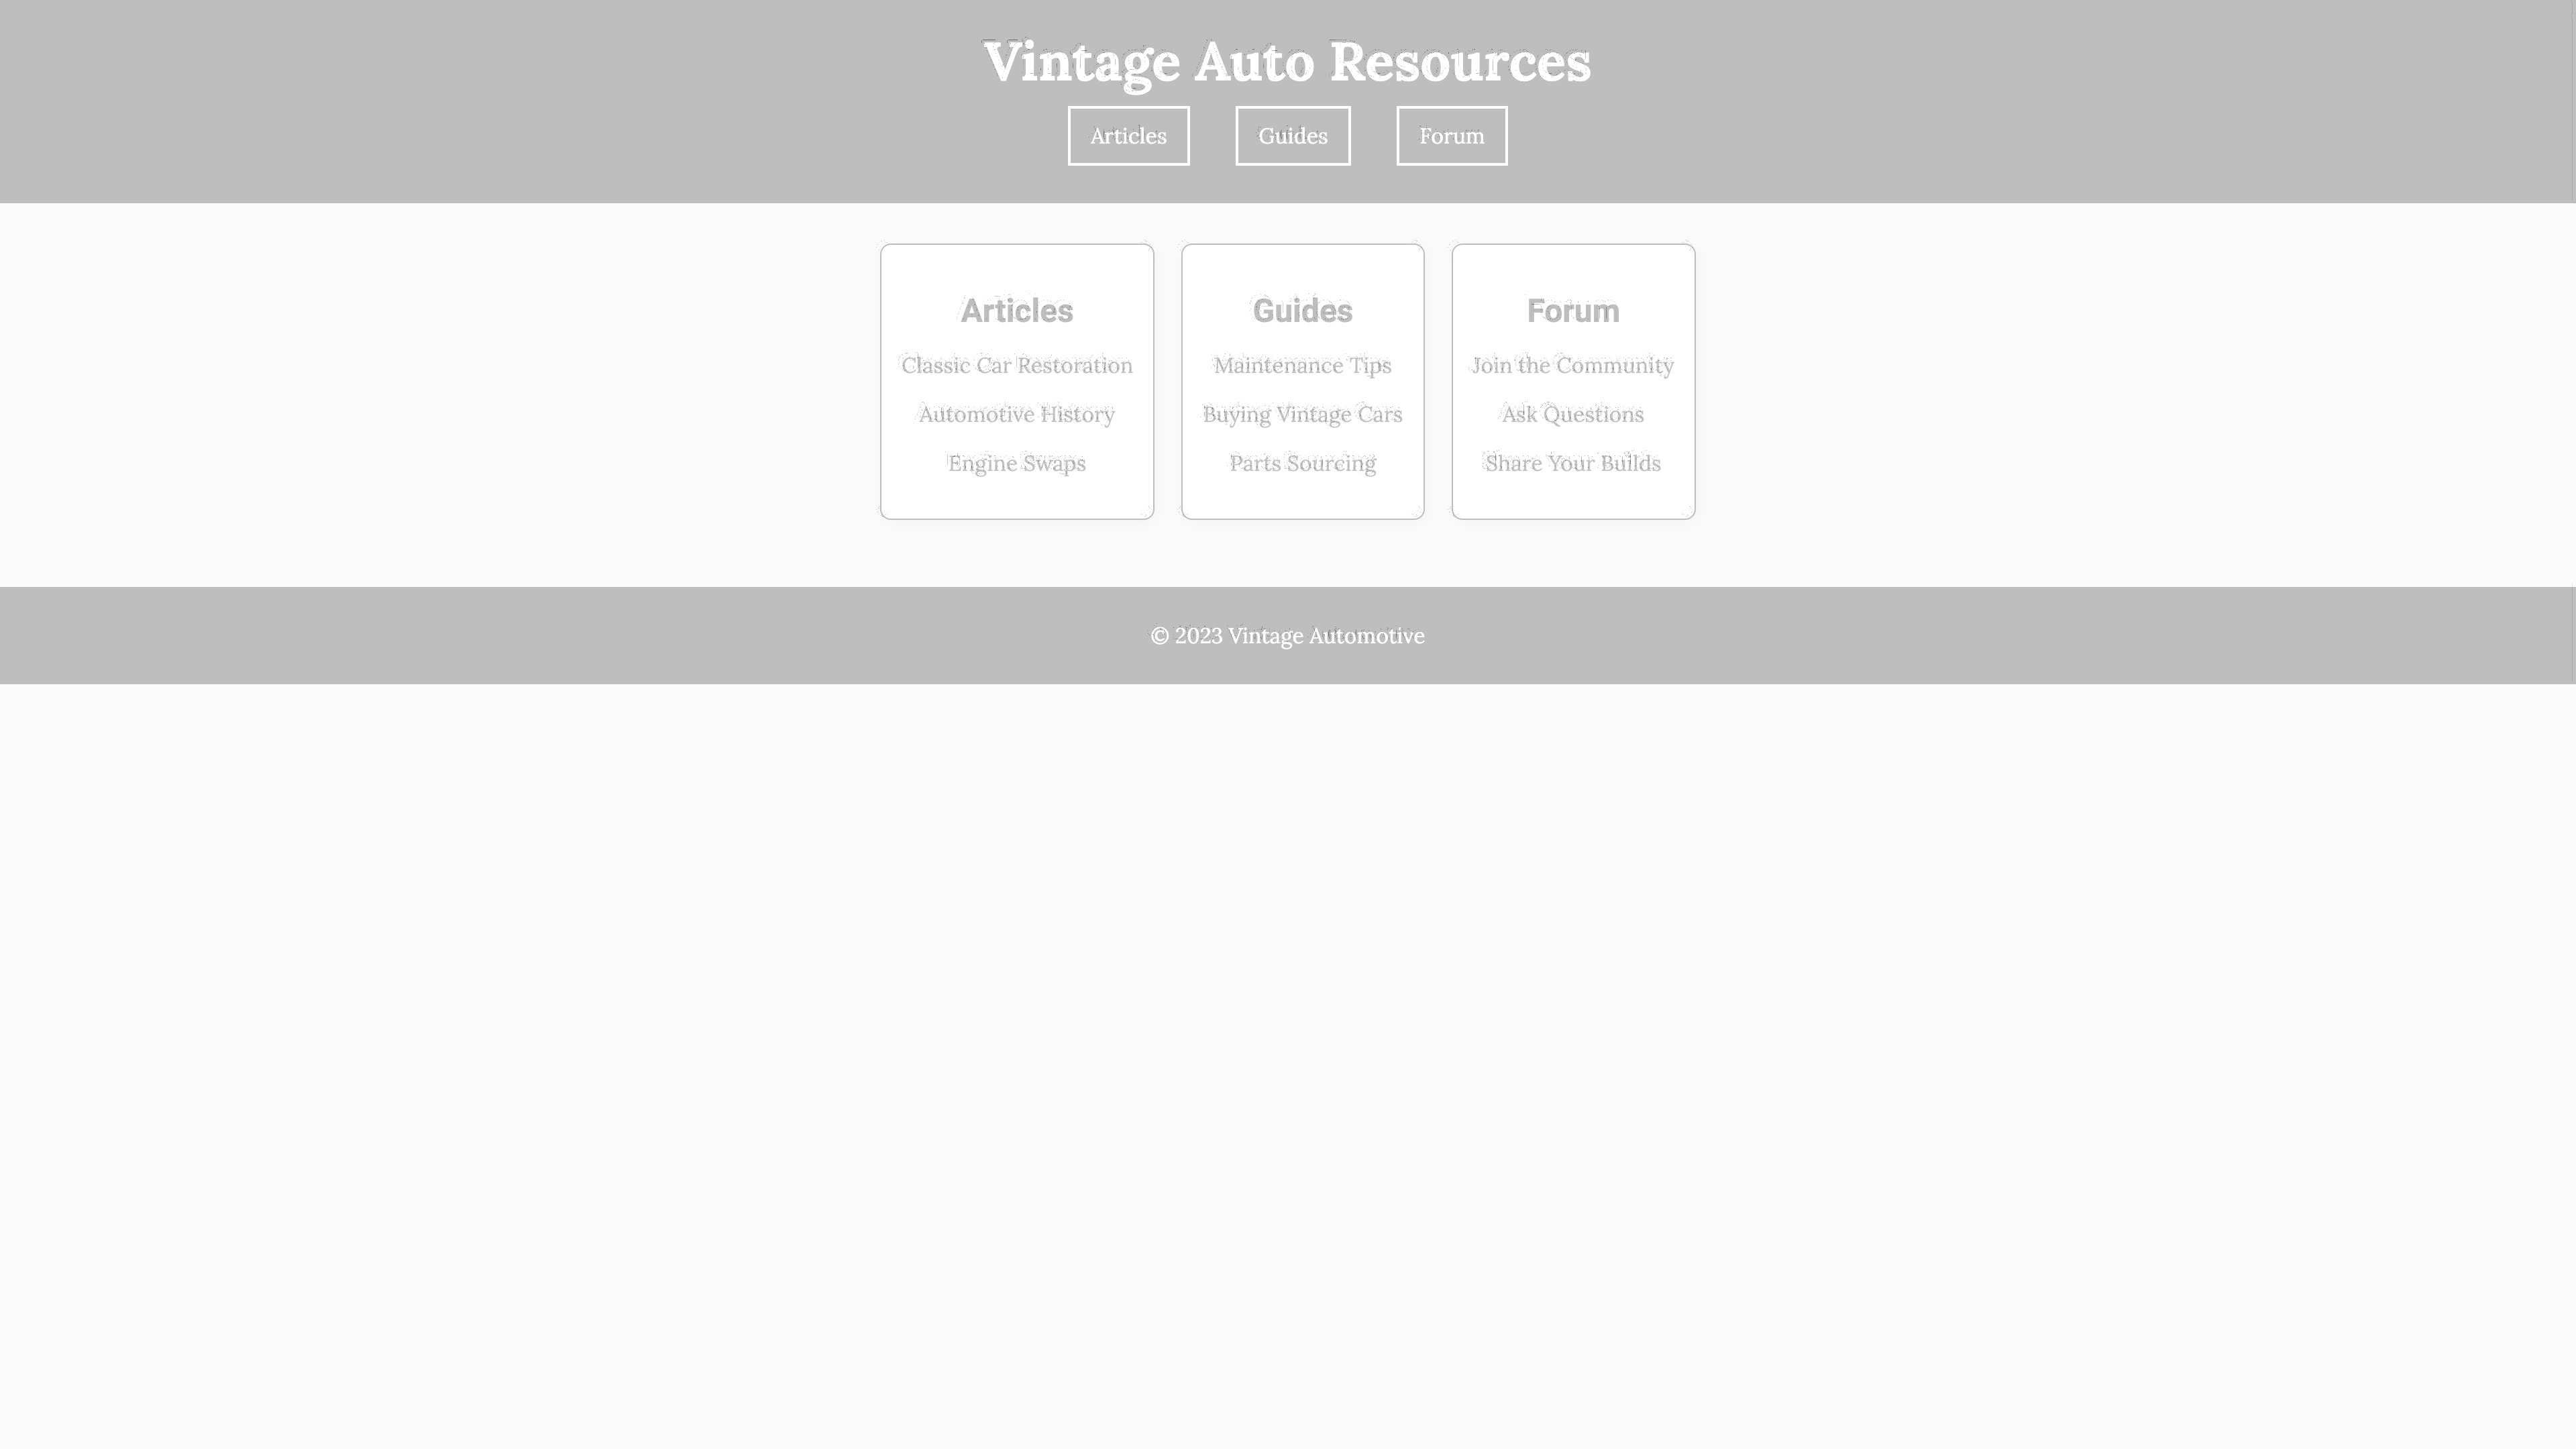 Vintage Auto Resources
Articles
Guides
Forum
Articles
Classic Car Restoration
Automotive History
Engine Swaps
Guides
Maintenance Tips
Buying Vintage Cars
Parts Sourcing
Forum
Join the Community
Ask Questions
Share Your Builds
© 2023 Vintage Automotive